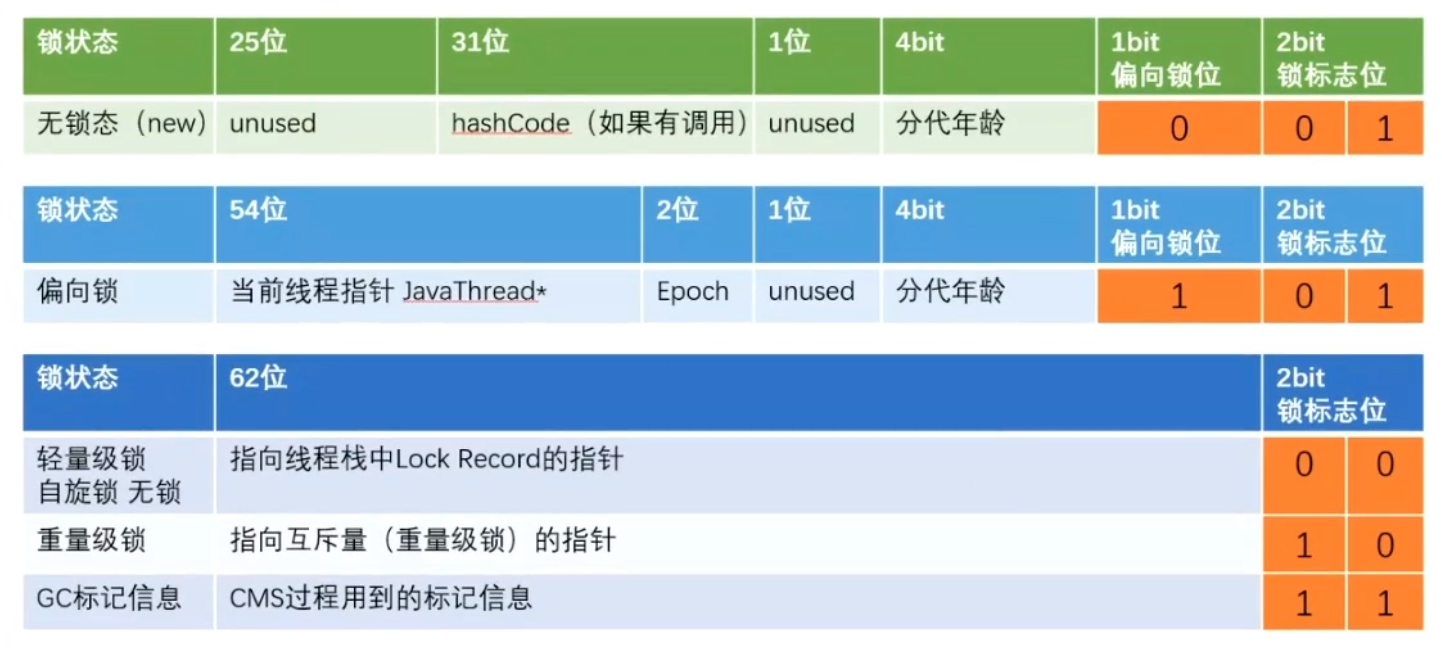 锁状态 25位 31位 1位 4bit 1bit 2bit
偏向锁位 锁标志位
无锁态（new） unused hashCode（如果有调用） unused 分代年龄 0 0 1
锁状态 54位 2位 1位 4bit 1bit 2bit
偏向锁位 锁标志位
偏向锁 当前线程指针 JavaThread* Epoch unused 分代年龄 1 0 1
锁状态 62位 2bit
锁标志位
轻量级锁 指向线程栈中Lock Record的指针 0 0
自旋锁 无锁
重量级锁 指向互斥量（重量级锁）的指针 1 0
GC标记信息 CMS过程用到的标记信息 1 1